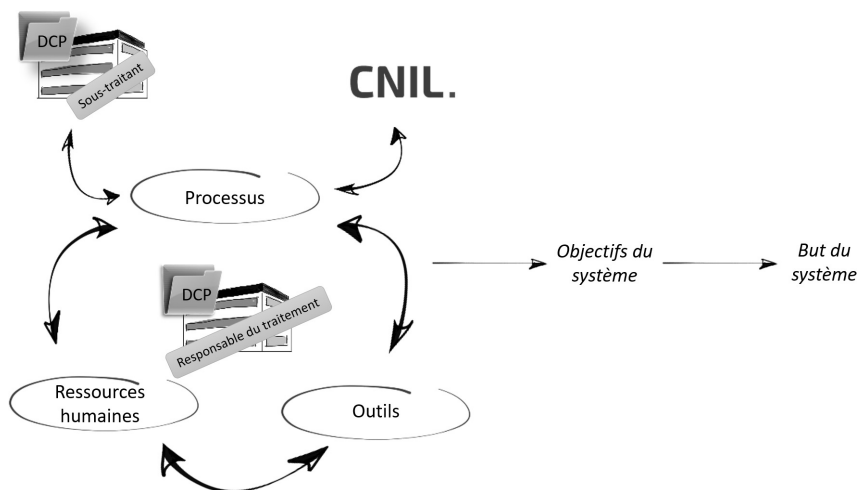 DCP
Sous-traitant
CNIL.
Processus
Objectifs du
système
But du
système
DCP
Responsable du traitement
Ressources
humaines
Outils